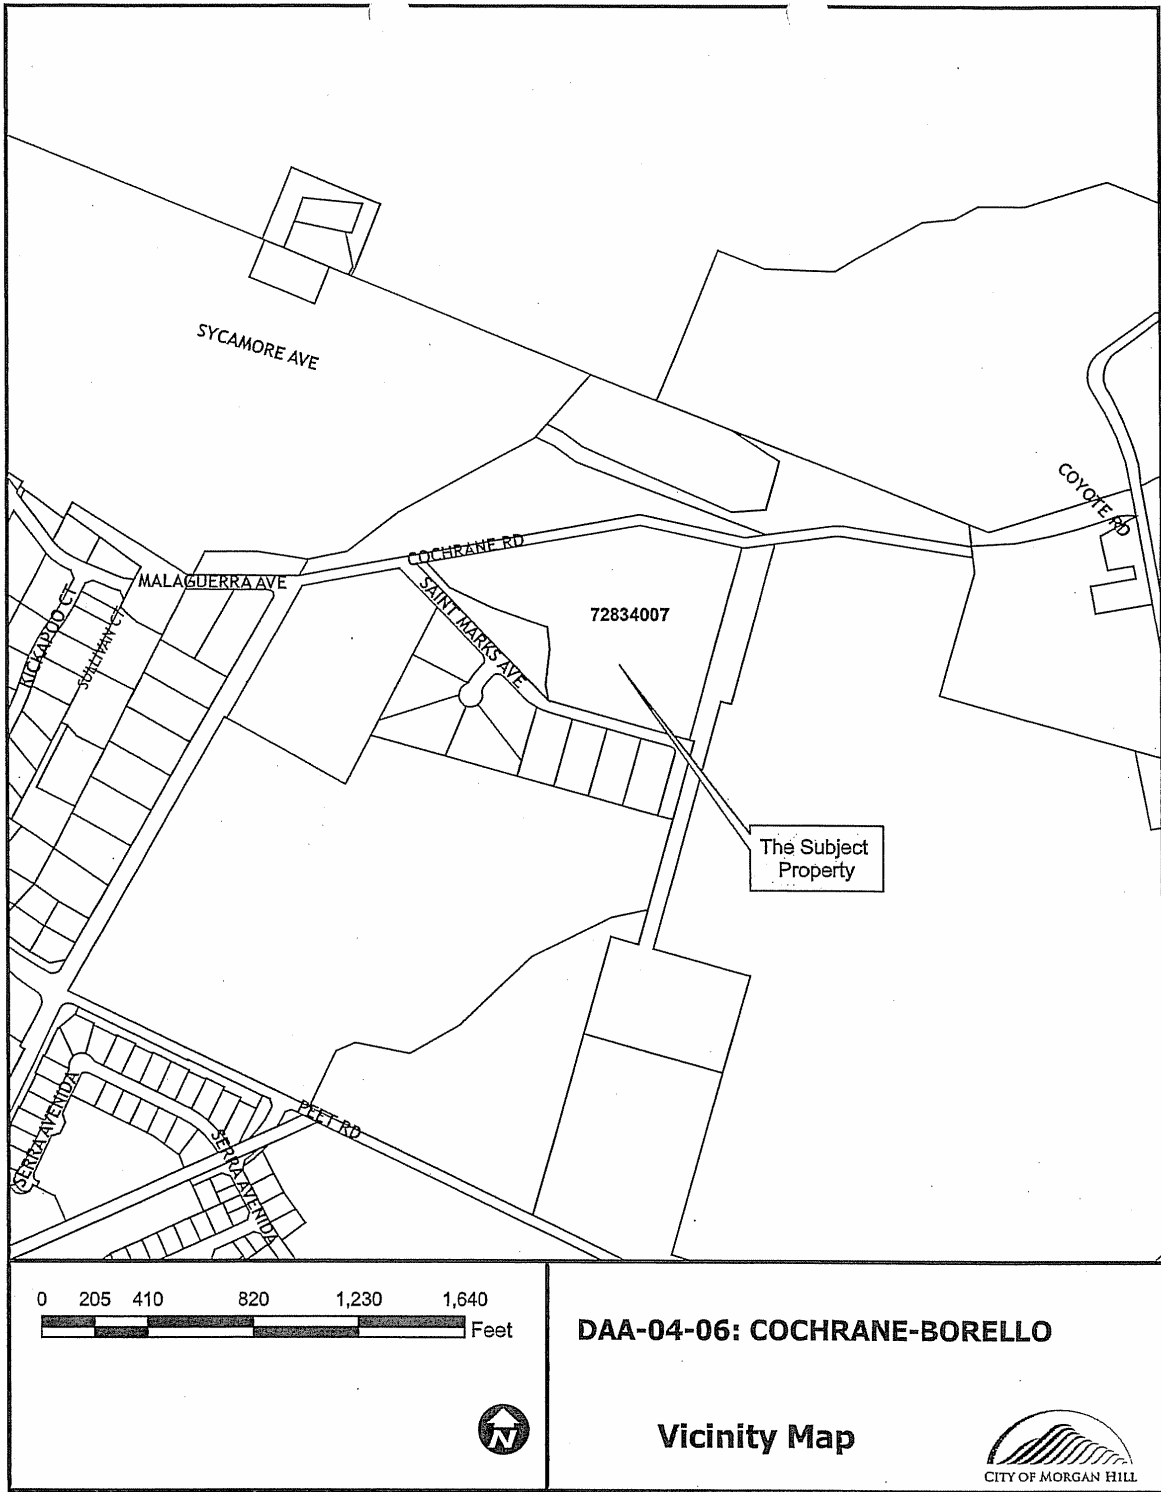 SYCAMORE AVE
COYOTE RD
COCHRANE RD
MALAGUERRA AVE
SAINT MARKS AVE
KICKAPOO CT
SULLIVAN CT
72834007
The Subject
Property
PEET RD
SERRA AVENIDA
SERRA AVENIDA
0 205 410 820 1,230 1,640
Feet
DAA-04-06: COCHRANE-BORELLO
N
Vicinity Map
CITY OF MORGAN HILL